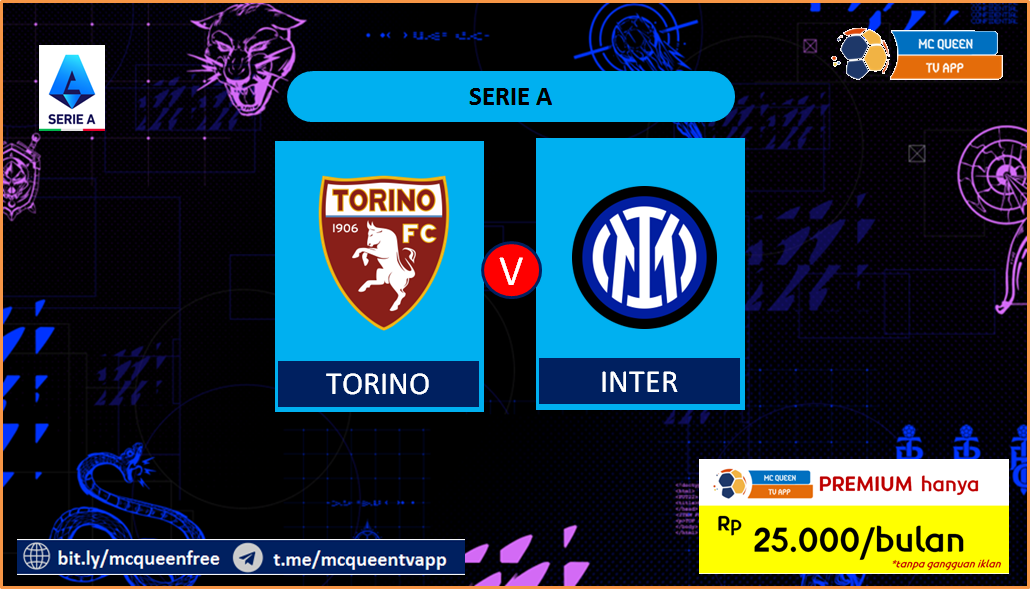 SERIE A
MC QUEEN
TV APP
SERIE A
TORINO
1906
FC
V
TORINO
INTER
MC QUEEN
TV APP
PREMIUM hanya
Rp 25.000/bulan
*tanpa gangguan iklan
bit.ly/mcqueenfree
t.me/mcqueentvapp